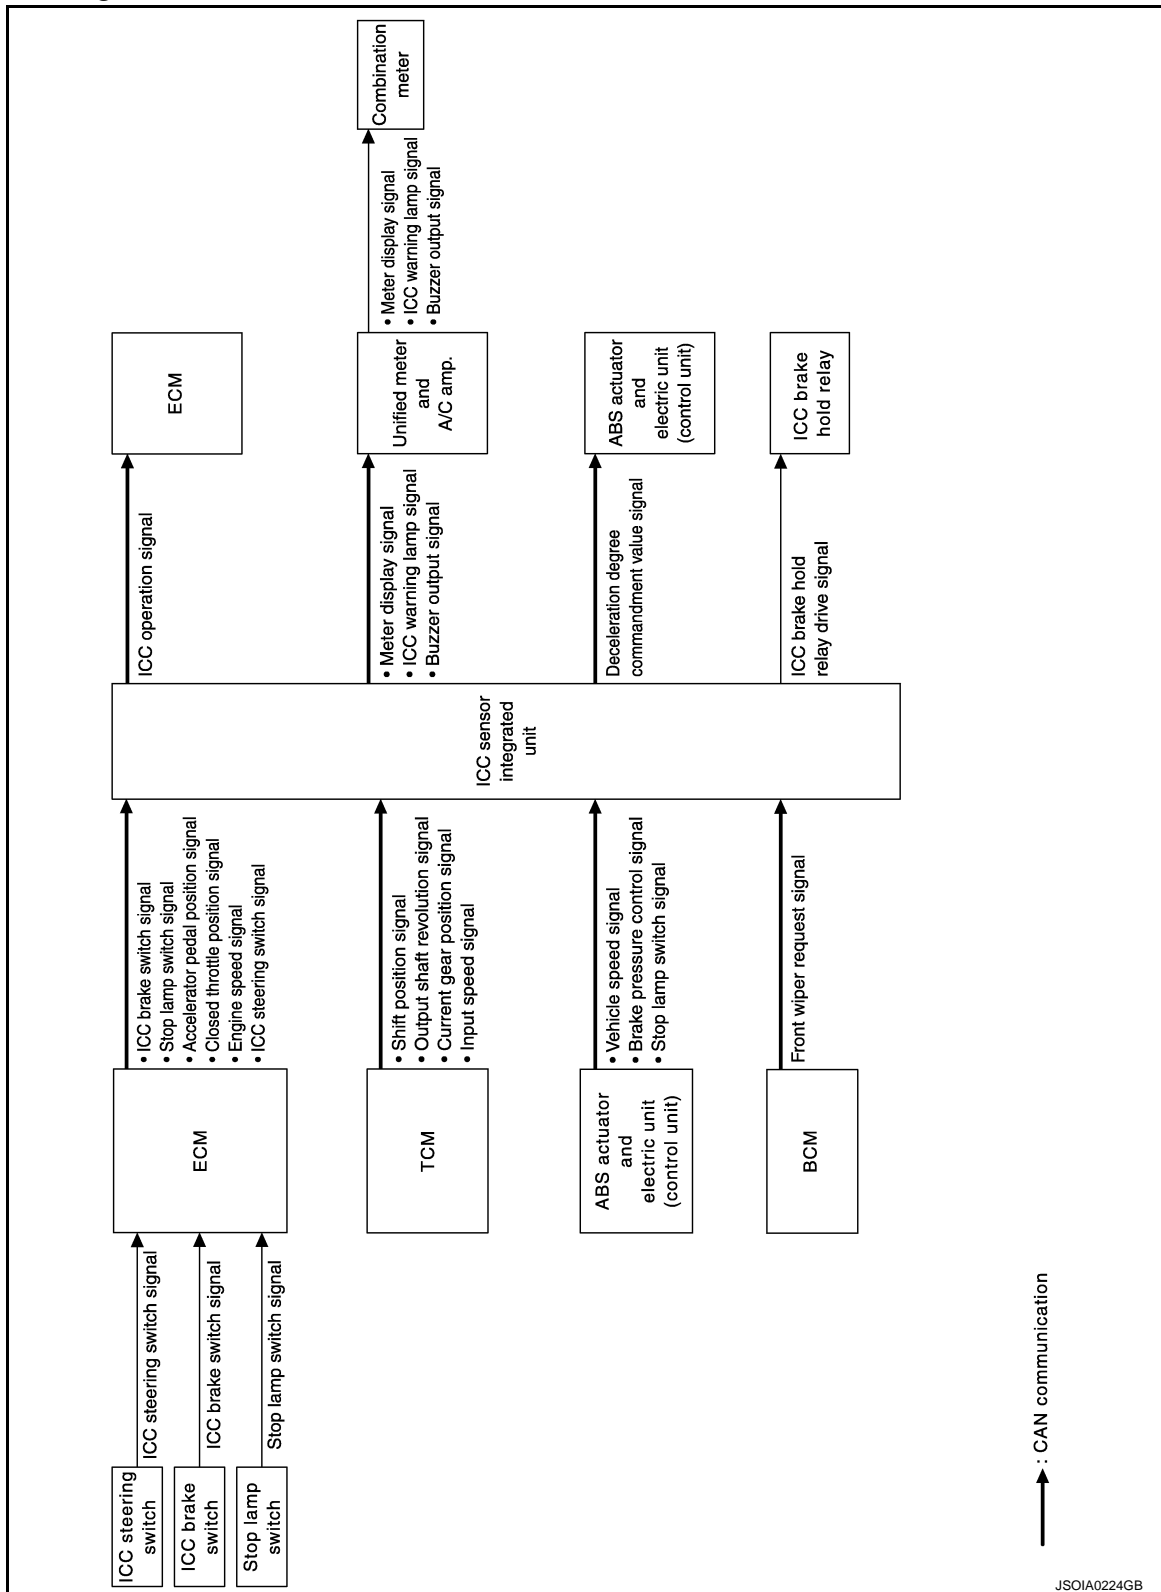 ICC steering
switch
ICC brake
switch
Stop lamp
switch
ICC steering switch signal
ICC brake switch signal
Stop lamp switch signal
ECM
• ICC brake switch signal
• Stop lamp switch signal
• Accelerator pedal position signal
• Closed throttle position signal
• Engine speed signal
• ICC steering switch signal
TCM
• Shift position signal
• Output shaft revolution signal
• Current gear position signal
• Input speed signal
ABS actuator
and
electric unit
(control unit)
• Vehicle speed signal
• Brake pressure control signal
• Stop lamp switch signal
BCM
Front wiper request signal
ICC sensor
integrated
unit
ICC operation signal
ECM
• Meter display signal
• ICC warning lamp signal
• Buzzer output signal
Unified meter
and
A/C amp.
• Meter display signal
• ICC warning lamp signal
• Buzzer output signal
Combination
meter
Deceleration degree
commandment value signal
ABS actuator
and
electric unit
(control unit)
ICC brake hold
relay drive signal
ICC brake
hold relay
: CAN communication
JSOIA0224GB